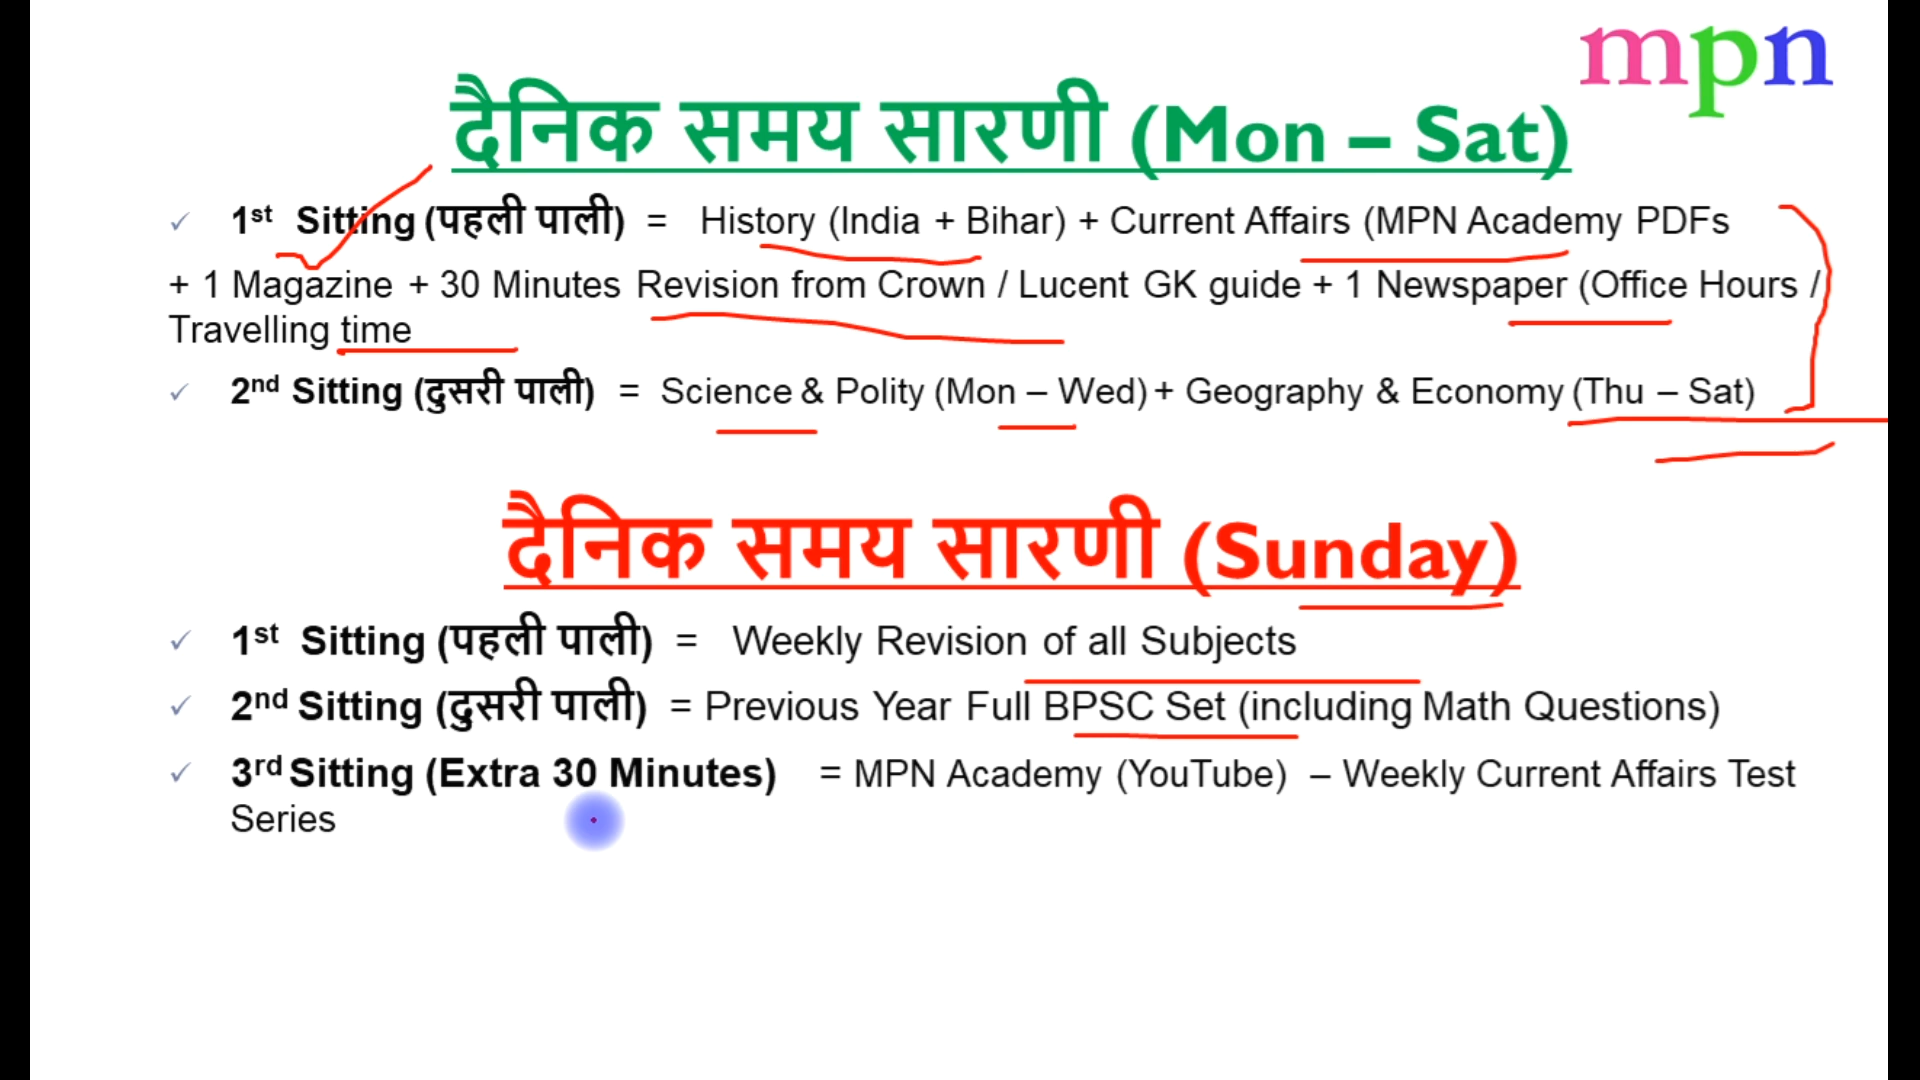 mpn
दैनिक समय सारणी (Mon – Sat)
✓ 1st Sitting (पहली पाली) = History (India + Bihar) + Current Affairs (MPN Academy PDFs
+ 1 Magazine + 30 Minutes Revision from Crown / Lucent GK guide + 1 Newspaper (Office Hours /
Travelling time
✓ 2nd Sitting (दुसरी पाली) = Science & Polity (Mon – Wed) + Geography & Economy (Thu – Sat)
दैनिक समय सारणी (Sunday)
✓ 1st Sitting (पहली पाली) = Weekly Revision of all Subjects
✓ 2nd Sitting (दुसरी पाली) = Previous Year Full BPSC Set (including Math Questions)
✓ 3rd Sitting (Extra 30 Minutes) = MPN Academy (YouTube) – Weekly Current Affairs Test
Series